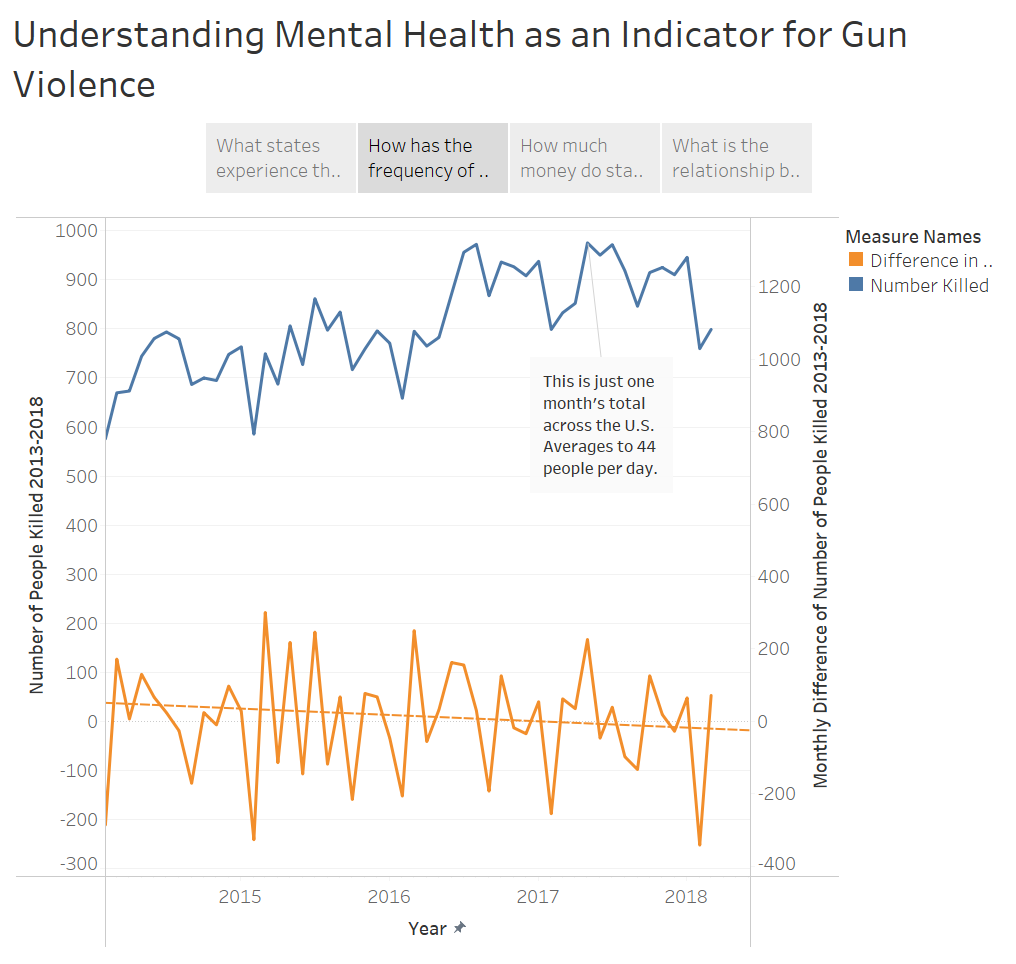 Understanding Mental Health as an Indicator for Gun
Violence
What states
experience th..
How has the
frequency of ..
How much
money do sta..
What is the
relationship b..
Number of People Killed 2013-2018
1000
900
800
700
600
500
400
300
200
100
0
-100
-200
-300
This is just one
month's total
across the U.S.
Averages to 44
people per day.
1200
1000
800
600
400
200
0
-200
-400
Monthly Difference of Number of People Killed 2013-2018
Measure Names
Difference in ..
Number Killed
2015
2016
2017
2018
Year